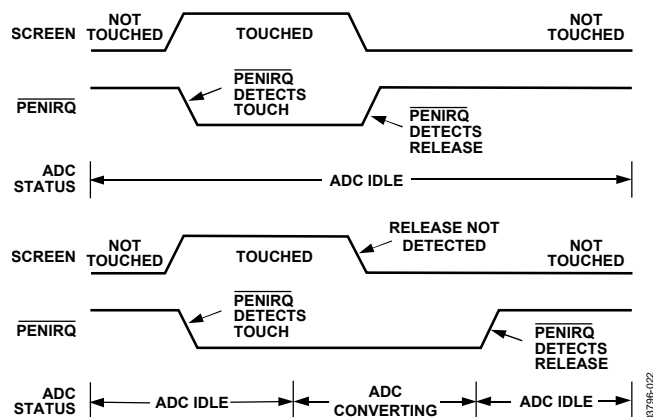 NOT
TOUCHED
SCREEN
TOUCHED
NOT
TOUCHED
PENIRQ
PENIRQ
DETECTS
TOUCH
PENIRQ
DETECTS
RELEASE
ADC
STATUS
ADC IDLE
SCREEN
NOT
TOUCHED
TOUCHED
RELEASE NOT
DETECTED
NOT
TOUCHED
PENIRQ
PENIRQ
DETECTS
TOUCH
PENIRQ
DETECTS
RELEASE
ADC
STATUS
ADC IDLE
ADC
CONVERTING
ADC IDLE